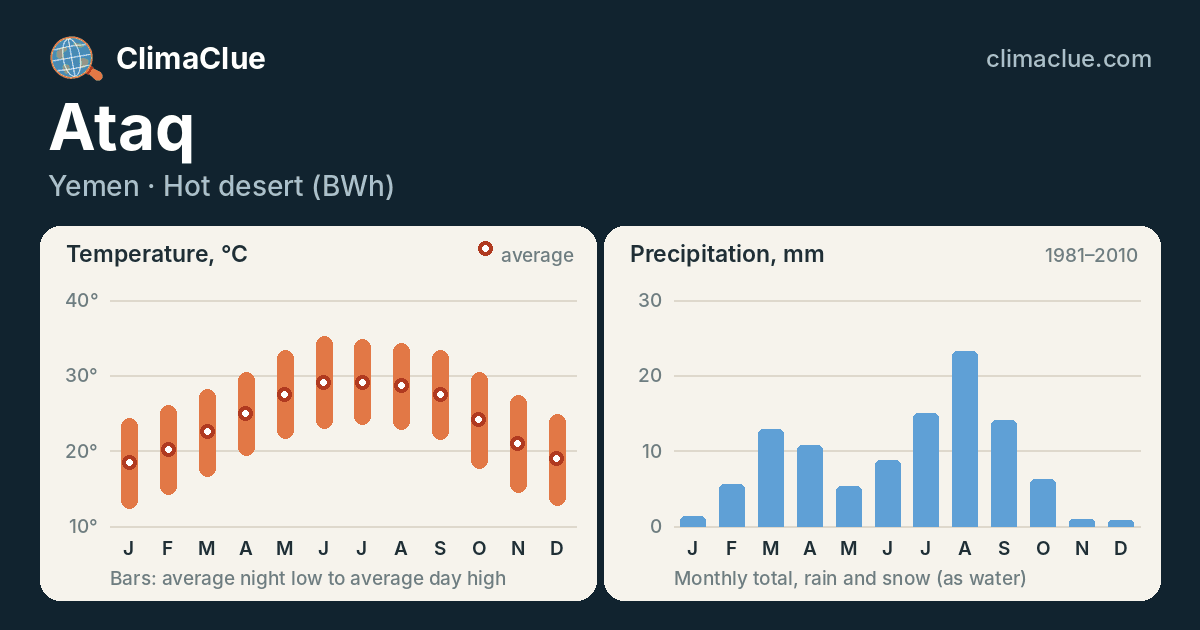 ClimaClue
climaclue.com
Ataq
Yemen · Hot desert (BWh)
Temperature, °C
average
40°
30°
20°
10°
J F M A M J J A S O N D
Bars: average night low to average day high
Precipitation, mm
1981–2010
30
20
10
0
J F M A M J J A S O N D
Monthly total, rain and snow (as water)